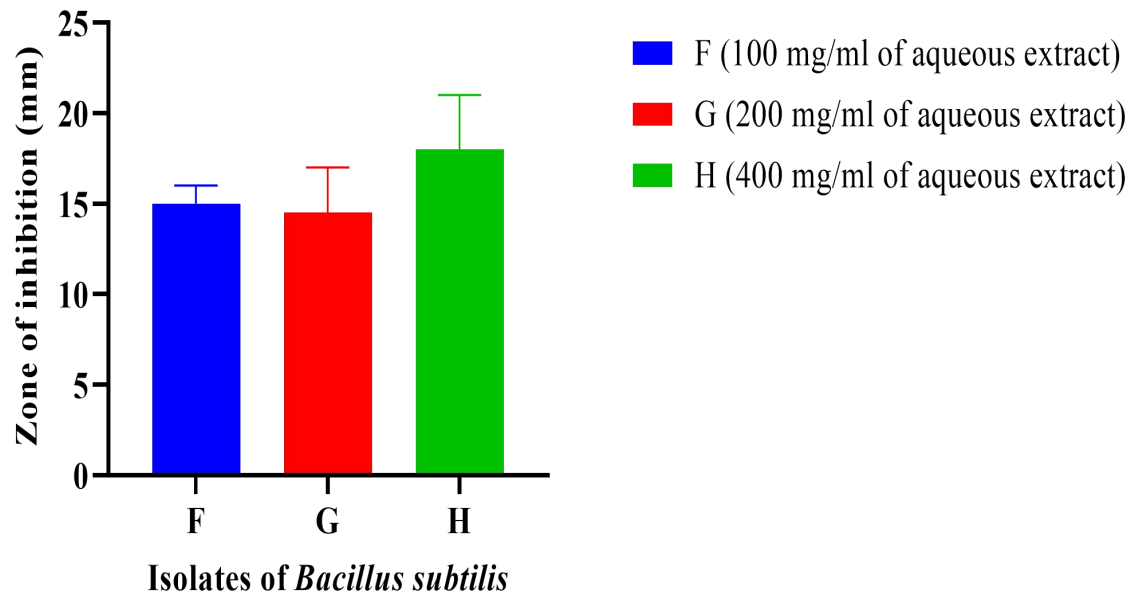 Zone of inhibition (mm)
25
20
15
10
5
0
F
G
H
Isolates of Bacillus subtilis
F (100 mg/ml of aqueous extract)
G (200 mg/ml of aqueous extract)
H (400 mg/ml of aqueous extract)